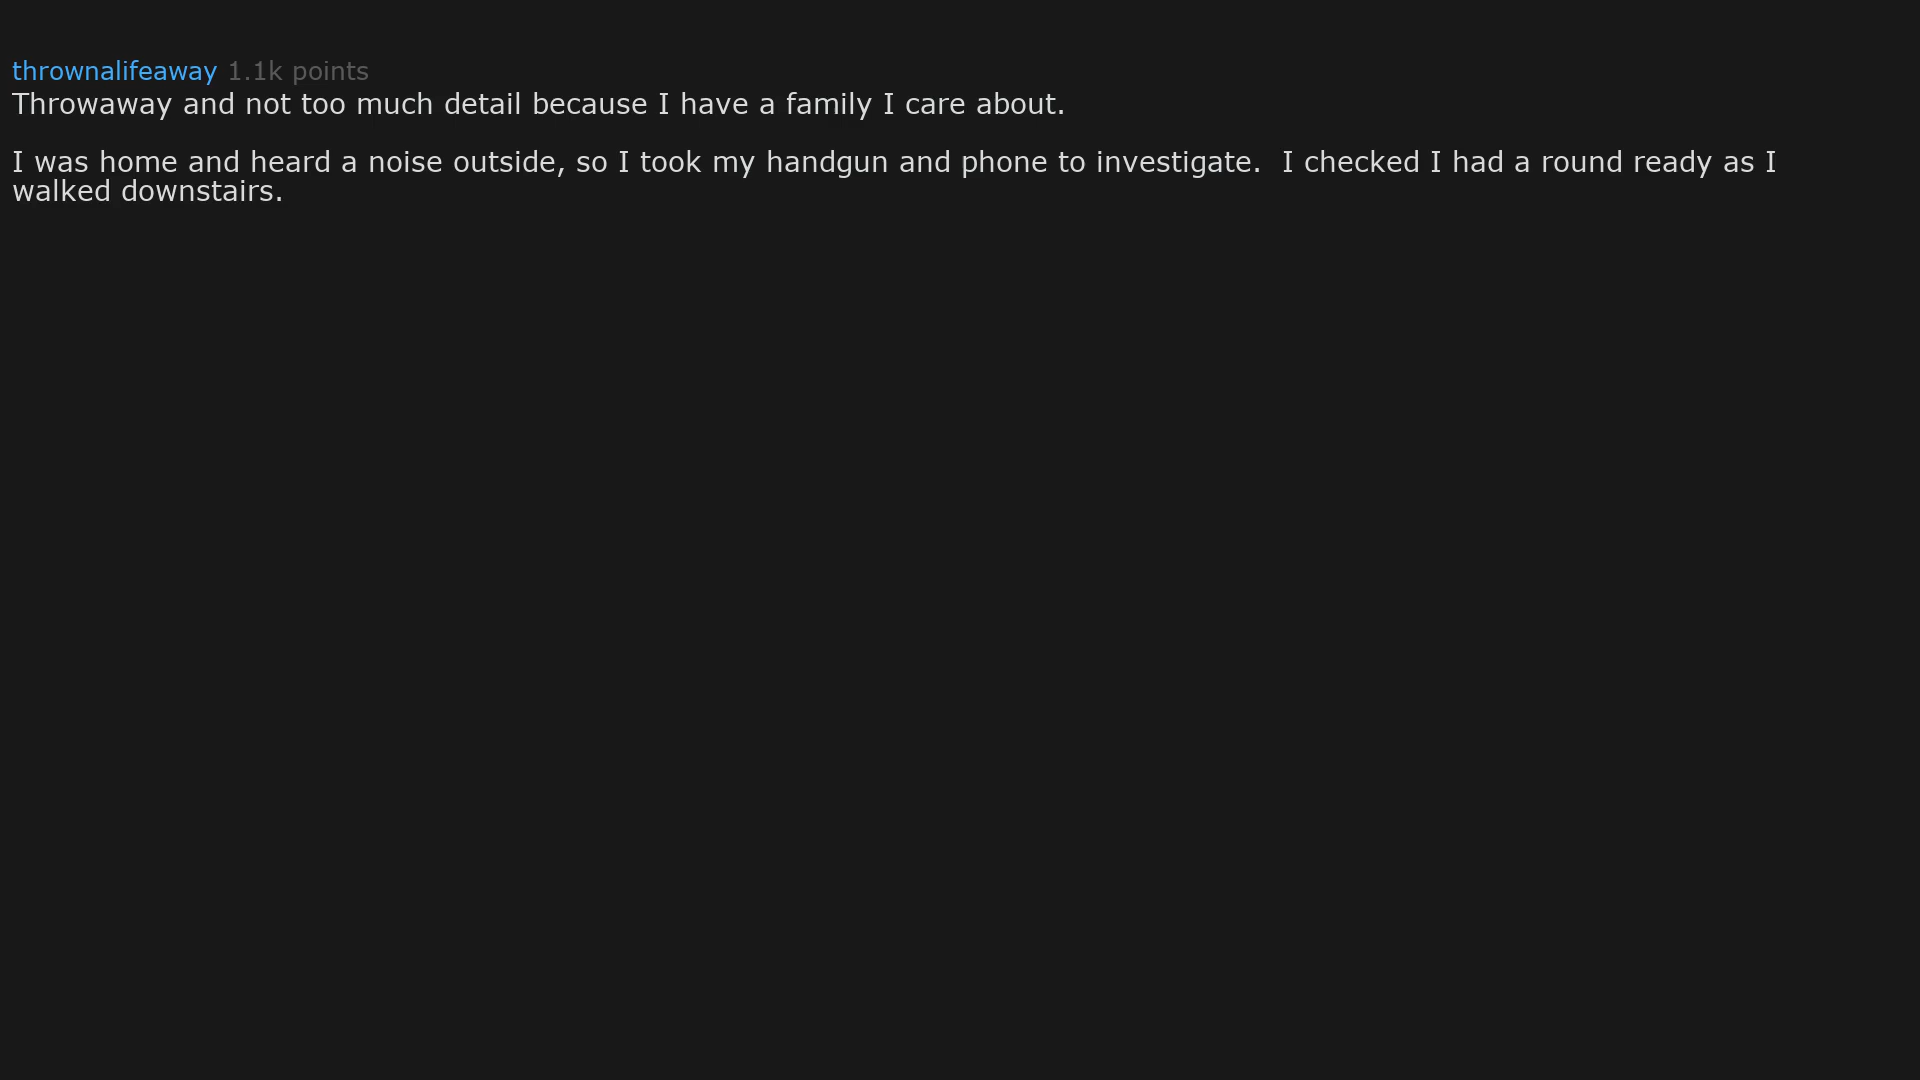 thrownalifeaway 1.1k points
Throwaway and not too much detail because I have a family I care about.
I was home and heard a noise outside, so I took my handgun and phone to investigate.  I checked I had a round ready as I
walked downstairs.